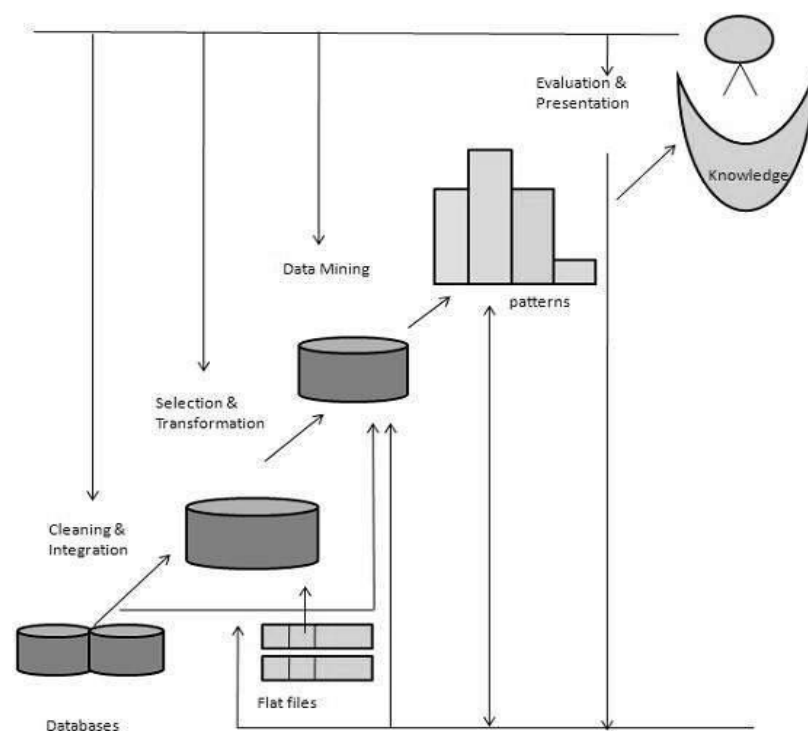 Evaluation &
Presentation
Knowledge
Data Mining
patterns
Selection &
Transformation
Cleaning &
Integration
Flat files
Databases